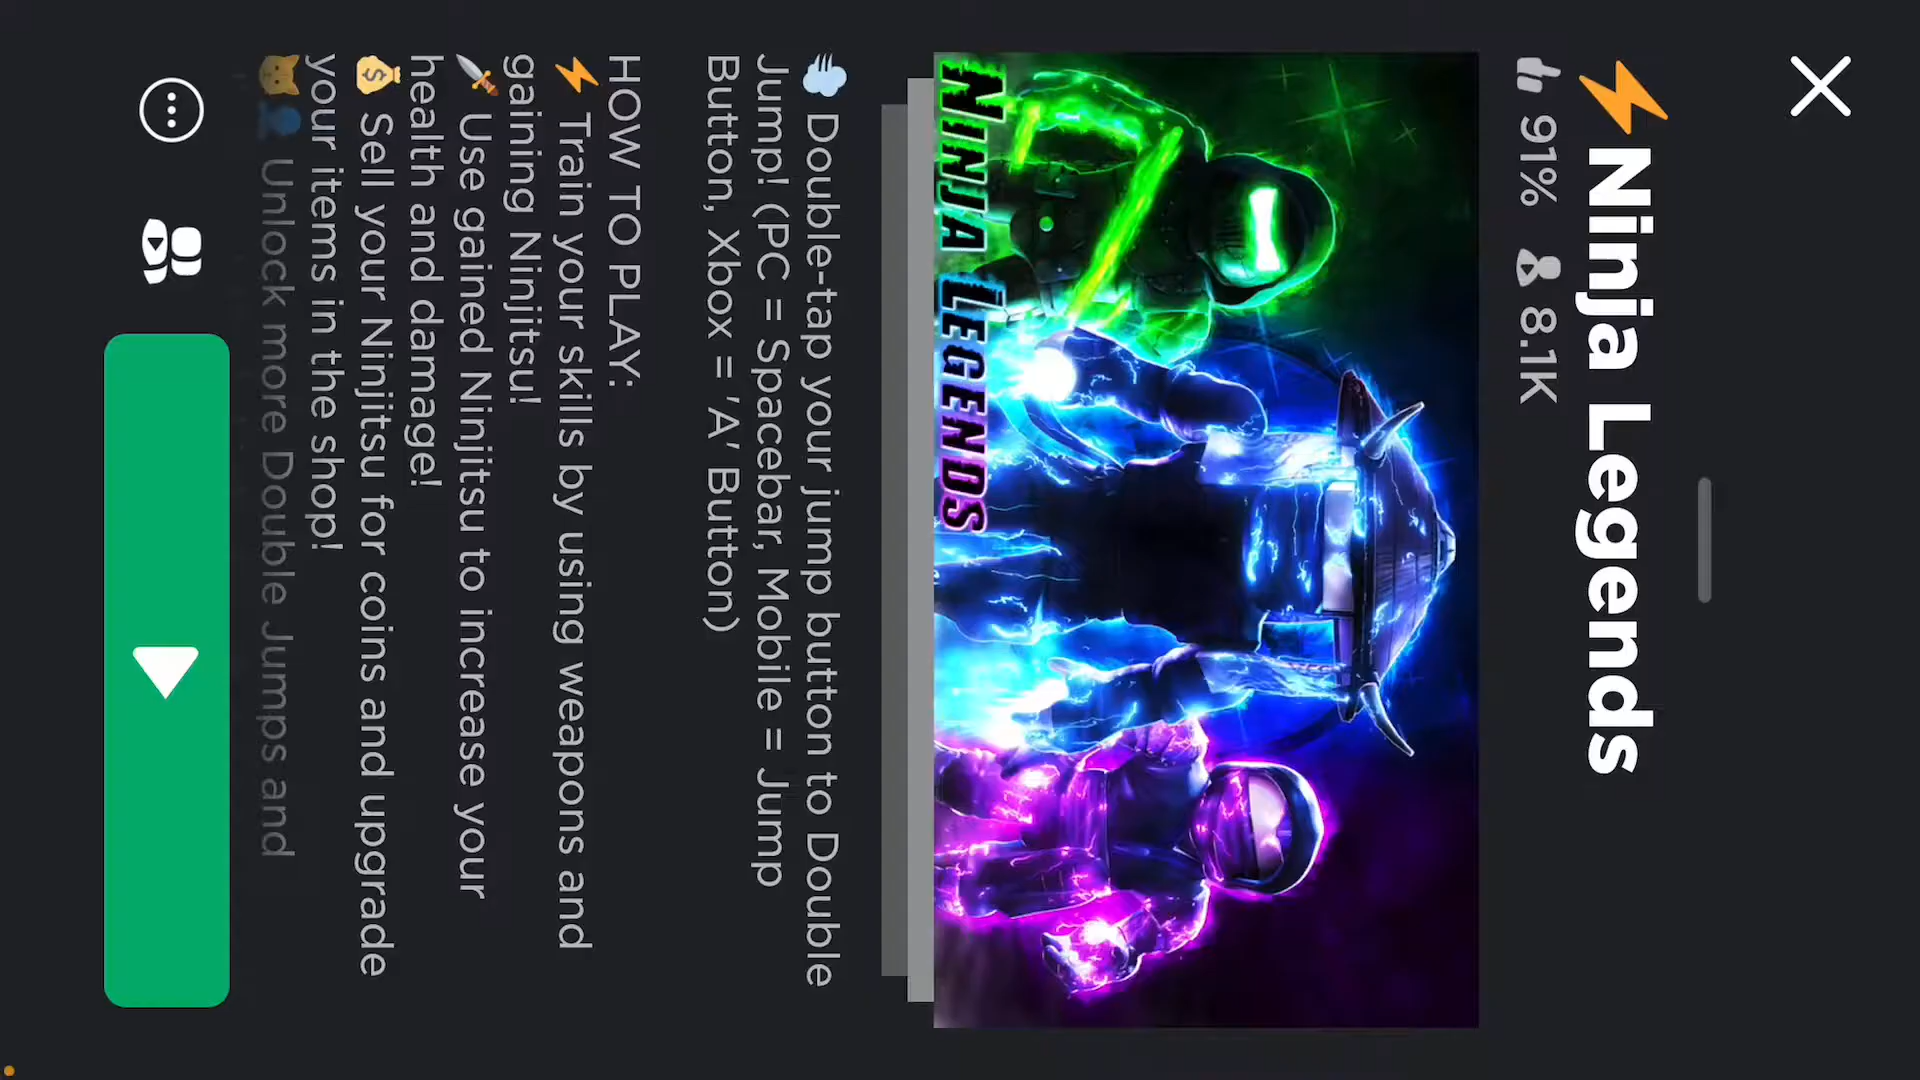 ⚡Ninja Legends
91% 8.1K
NINJA LEGENDS
💨 Double-tap your jump button to Double
Jump! (PC = Spacebar, Mobile = Jump
Button, Xbox = 'A' Button)
HOW TO PLAY:
⚡ Train your skills by using weapons and
gaining Ninjitsu!
🗡️ Use gained Ninjitsu to increase your
health and damage!
💰 Sell your Ninjitsu for coins and upgrade
your items in the shop!
🐱👤 Unlock more Double Jumps and